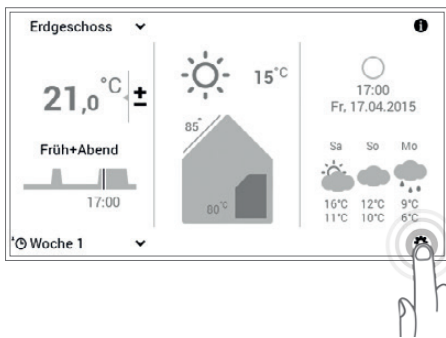 Erdgeschoss
21,0 °C ±
Früh+Abend
17:00
Woche 1
15°C
85°
80°C
17:00
Fr, 17.04.2015
Sa So Mo
16°C 12°C 9°C
11°C 10°C 6°C